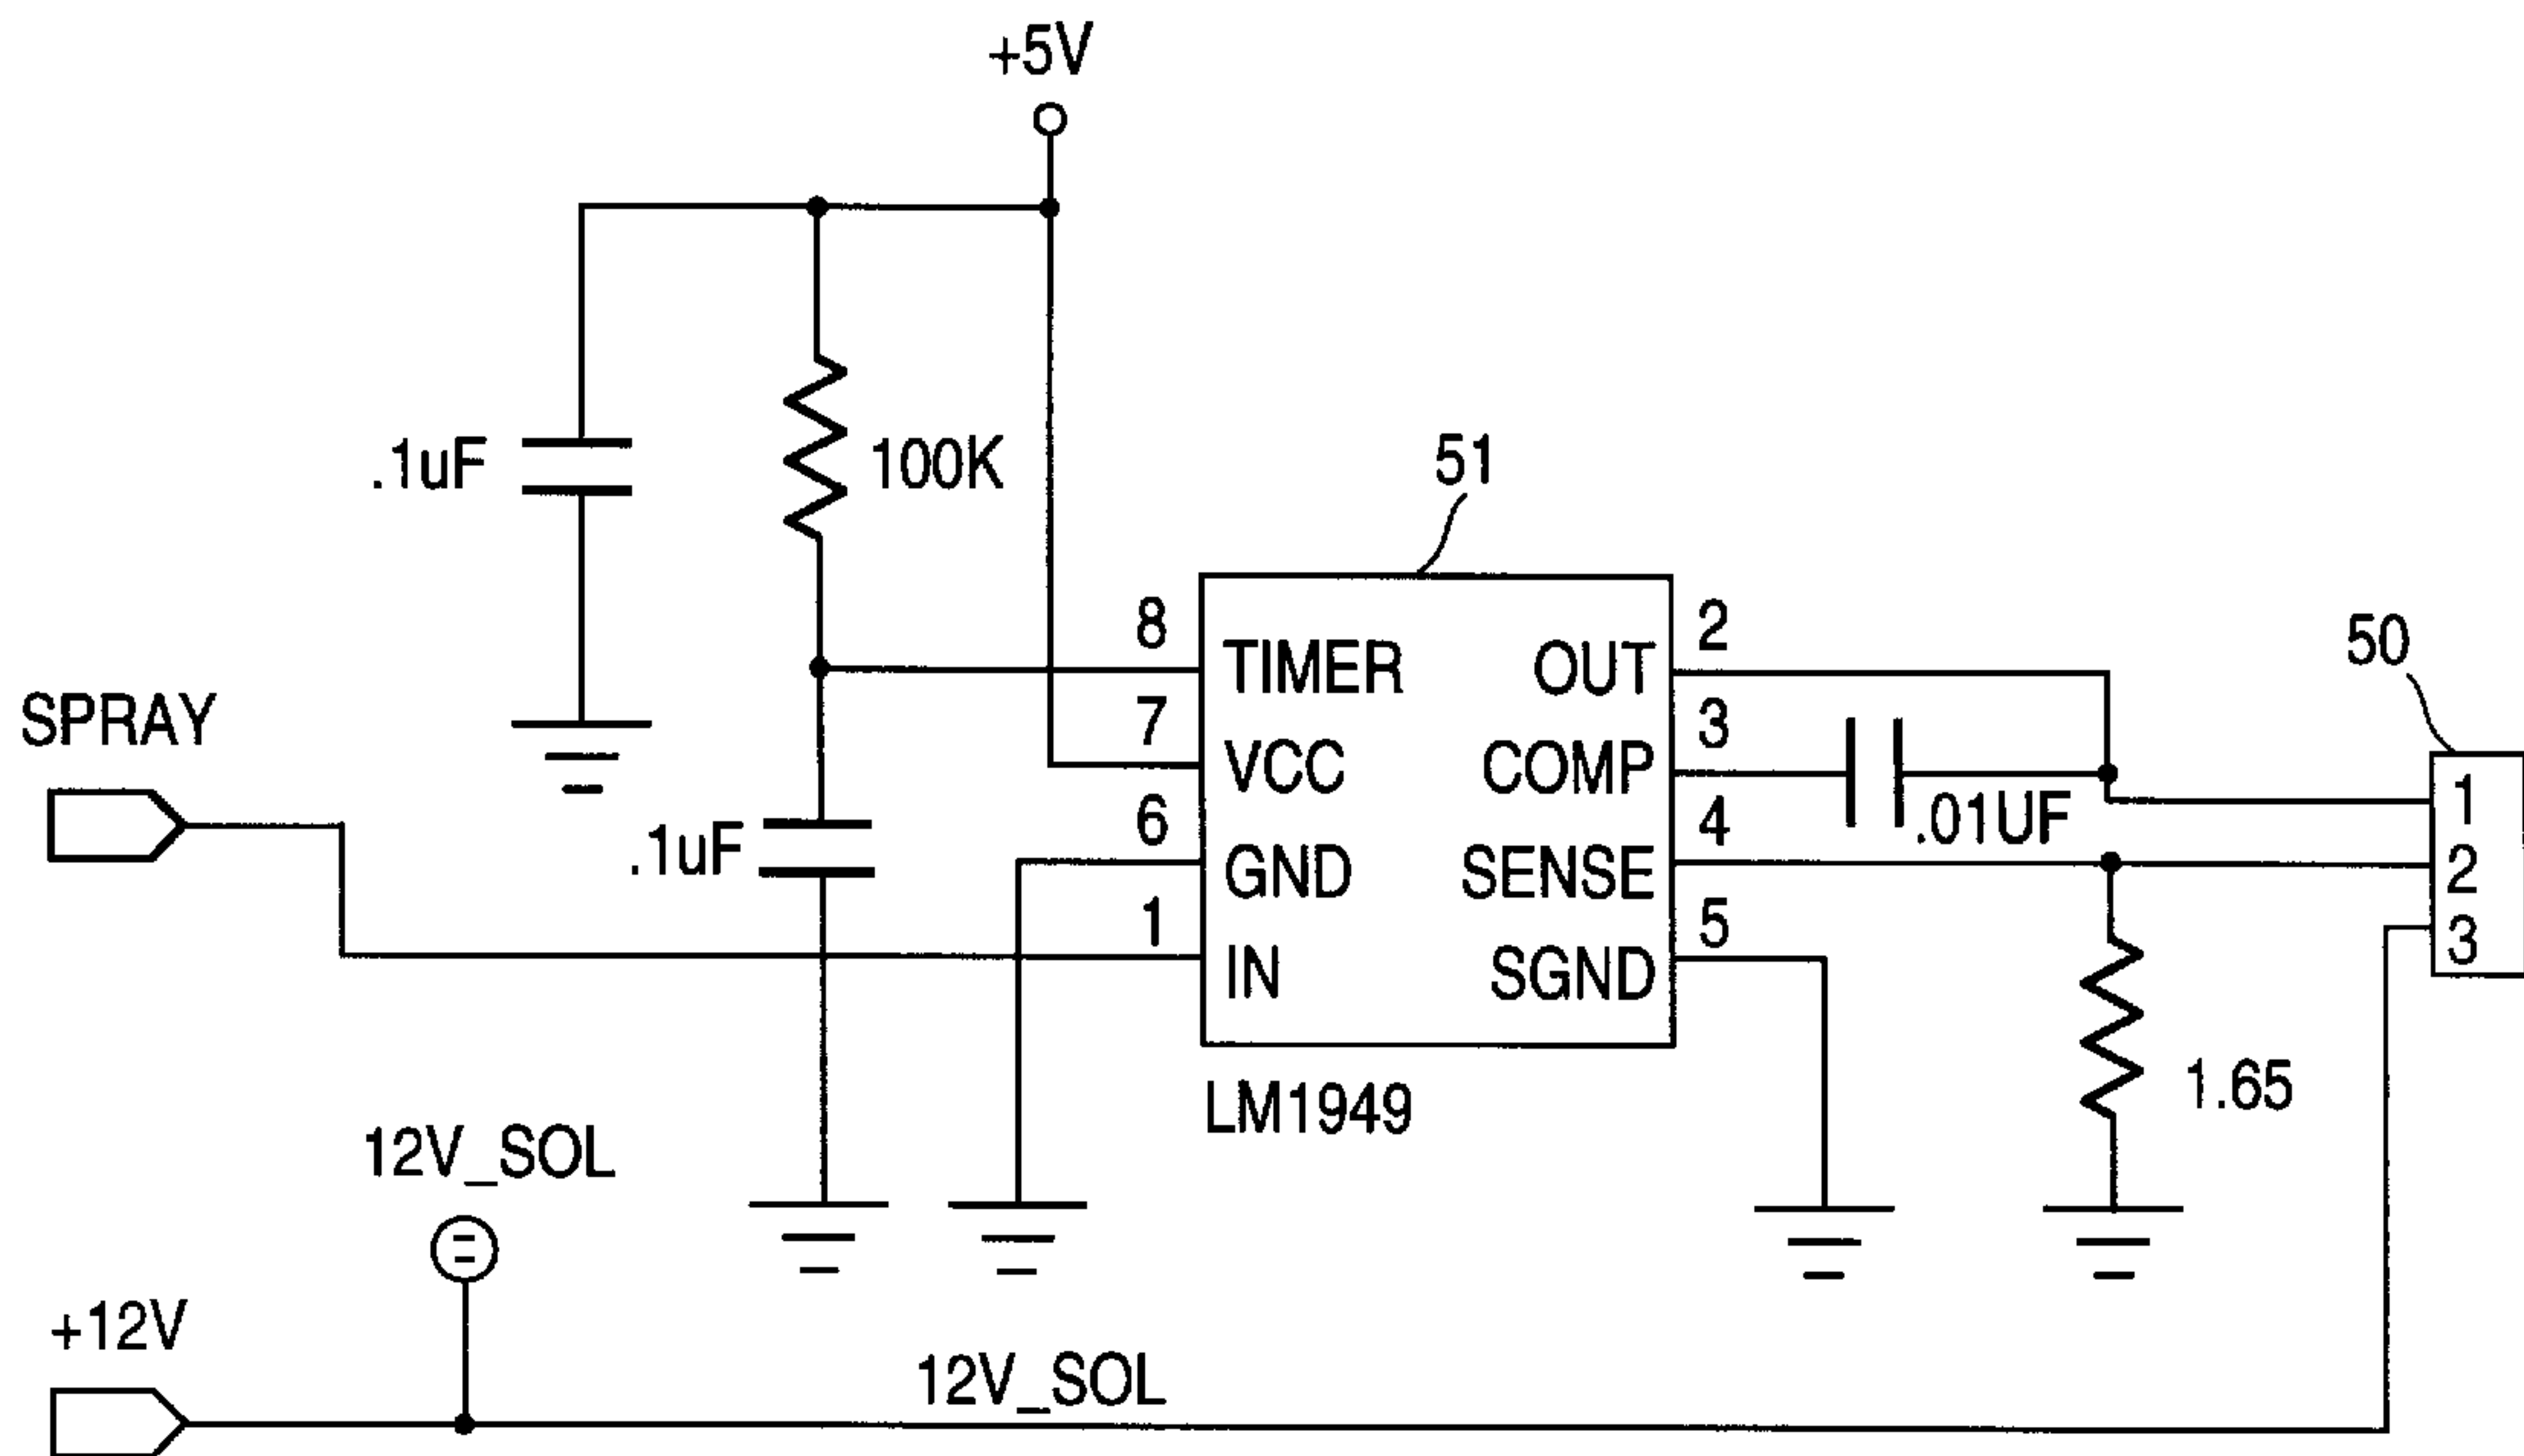 +5V
.1uF
100K
51
50
SPRAY
8
TIMER
OUT
2
7
VCC
COMP
3
.01UF
1
.1uF
6
GND
SENSE
4
2
1
IN
SGND
5
3
LM1949
1.65
12V_SOL
+12V
12V_SOL